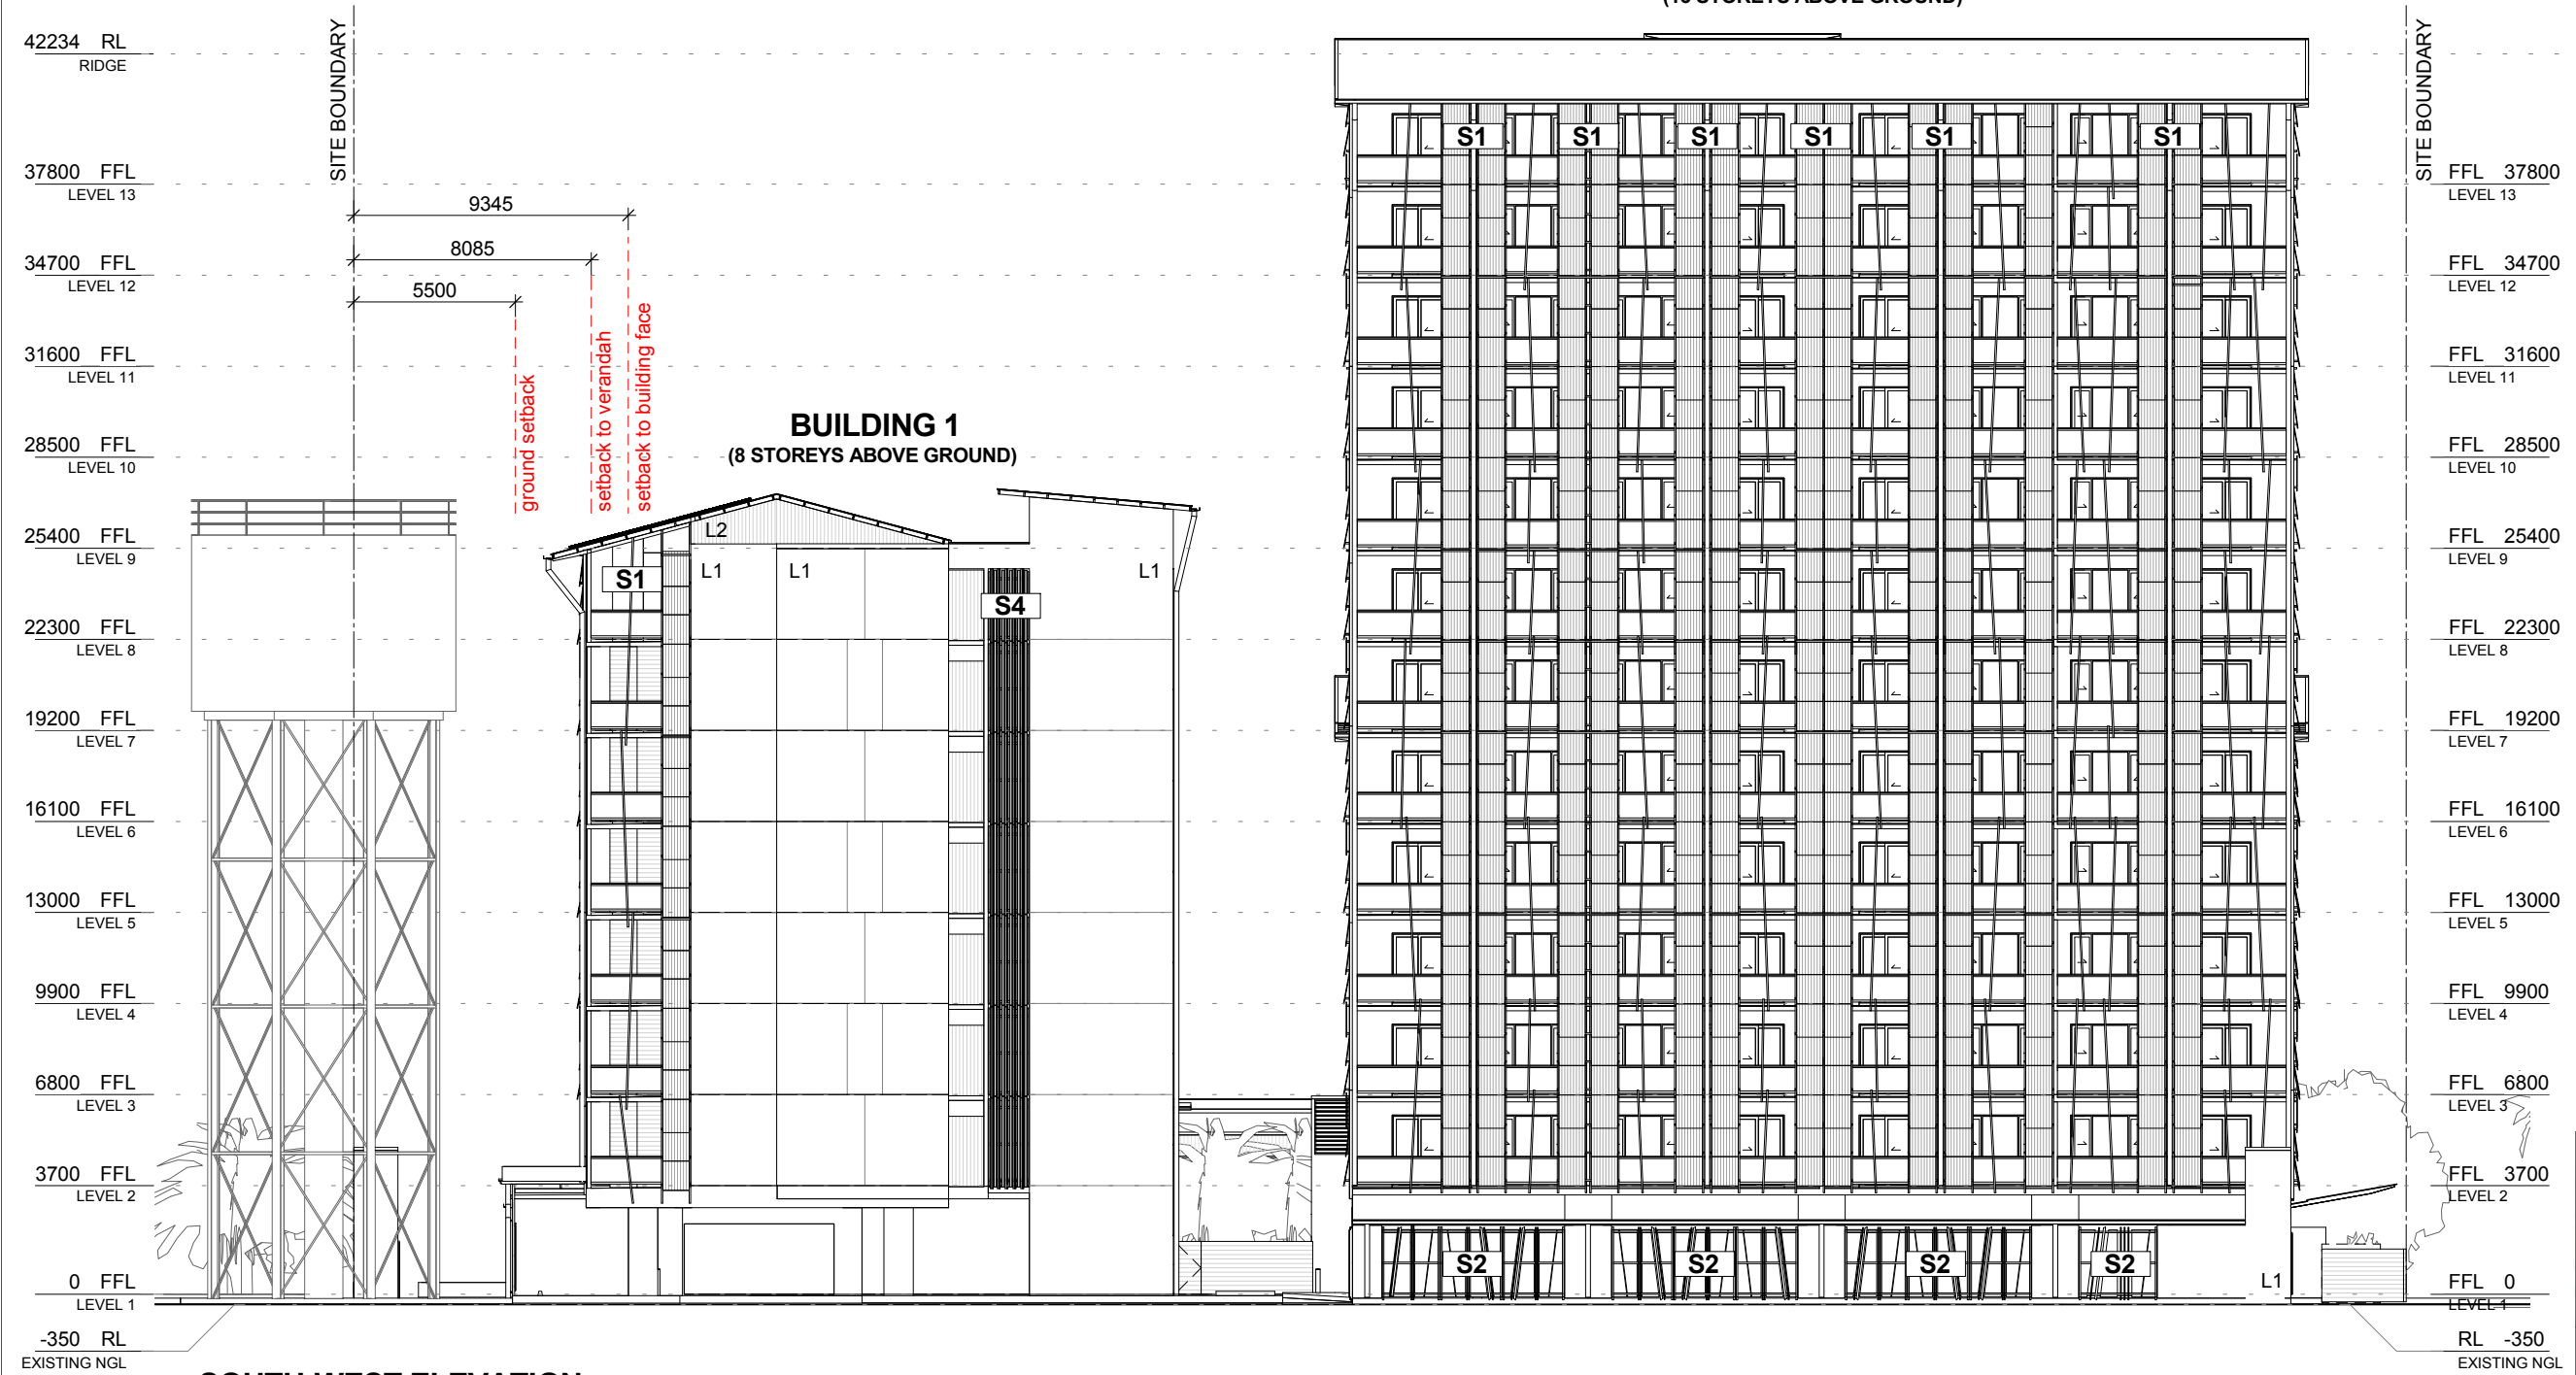 42234 RL
RIDGE
37800 FFL
LEVEL 13
34700 FFL
LEVEL 12
31600 FFL
LEVEL 11
28500 FFL
LEVEL 10
25400 FFL
LEVEL 9
22300 FFL
LEVEL 8
19200 FFL
LEVEL 7
16100 FFL
LEVEL 6
13000 FFL
LEVEL 5
9900 FFL
LEVEL 4
6800 FFL
LEVEL 3
3700 FFL
LEVEL 2
0 FFL
LEVEL 1
-350 RL
EXISTING NGL
SITE BOUNDARY
9345
8085
5500
ground setback
setback to verandah
setback to building face
BUILDING 1
(8 STOREYS ABOVE GROUND)
L2
S1
L1
L1
L1
S4
STOREYS ABOVE GROUND)
S1
S1
S1
S1
S1
S1
S2
S2
S2
S2
L1
SITE BOUNDARY
FFL 37800
LEVEL 13
FFL 34700
LEVEL 12
FFL 31600
LEVEL 11
FFL 28500
LEVEL 10
FFL 25400
LEVEL 9
FFL 22300
LEVEL 8
FFL 19200
LEVEL 7
FFL 16100
LEVEL 6
FFL 13000
LEVEL 5
FFL 9900
LEVEL 4
FFL 6800
LEVEL 3
FFL 3700
LEVEL 2
FFL 0
LEVEL 1
RL -350
EXISTING NGL
SOUTH WEST ELEVATION